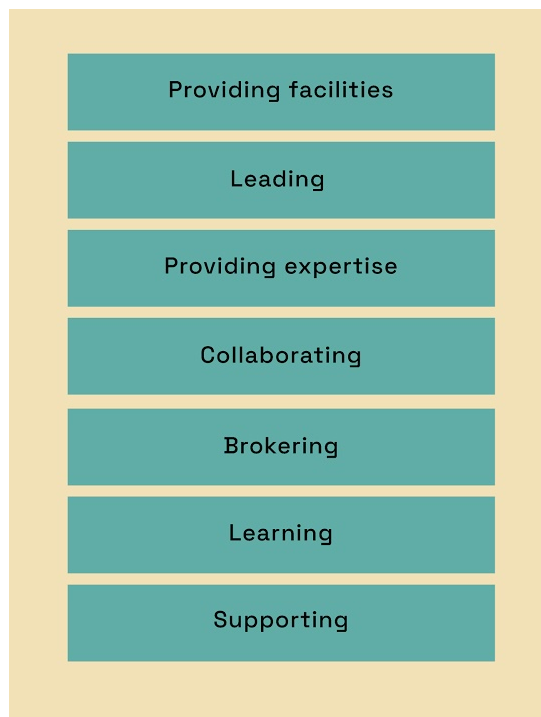 Providing facilities
Leading
Providing expertise
Collaborating
Brokering
Learning
Supporting